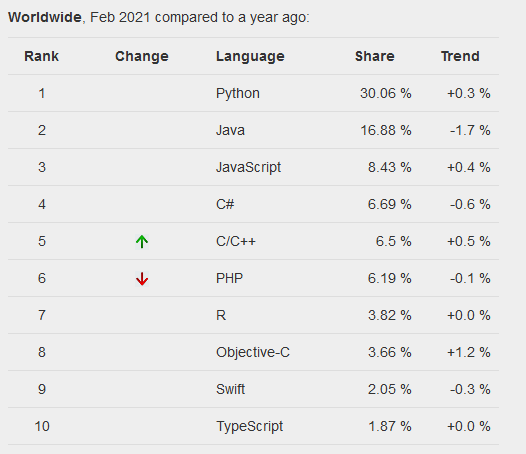 Worldwide, Feb 2021 compared to a year ago:
Rank Change Language Share Trend
1 Python 30.06 % +0.3 %
2 Java 16.88 % -1.7 %
3 JavaScript 8.43 % +0.4 %
4 C# 6.69 % -0.6 %
5 C/C++ 6.5 % +0.5 %
6 PHP 6.19 % -0.1 %
7 R 3.82 % +0.0 %
8 Objective-C 3.66 % +1.2 %
9 Swift 2.05 % -0.3 %
10 TypeScript 1.87 % +0.0 %